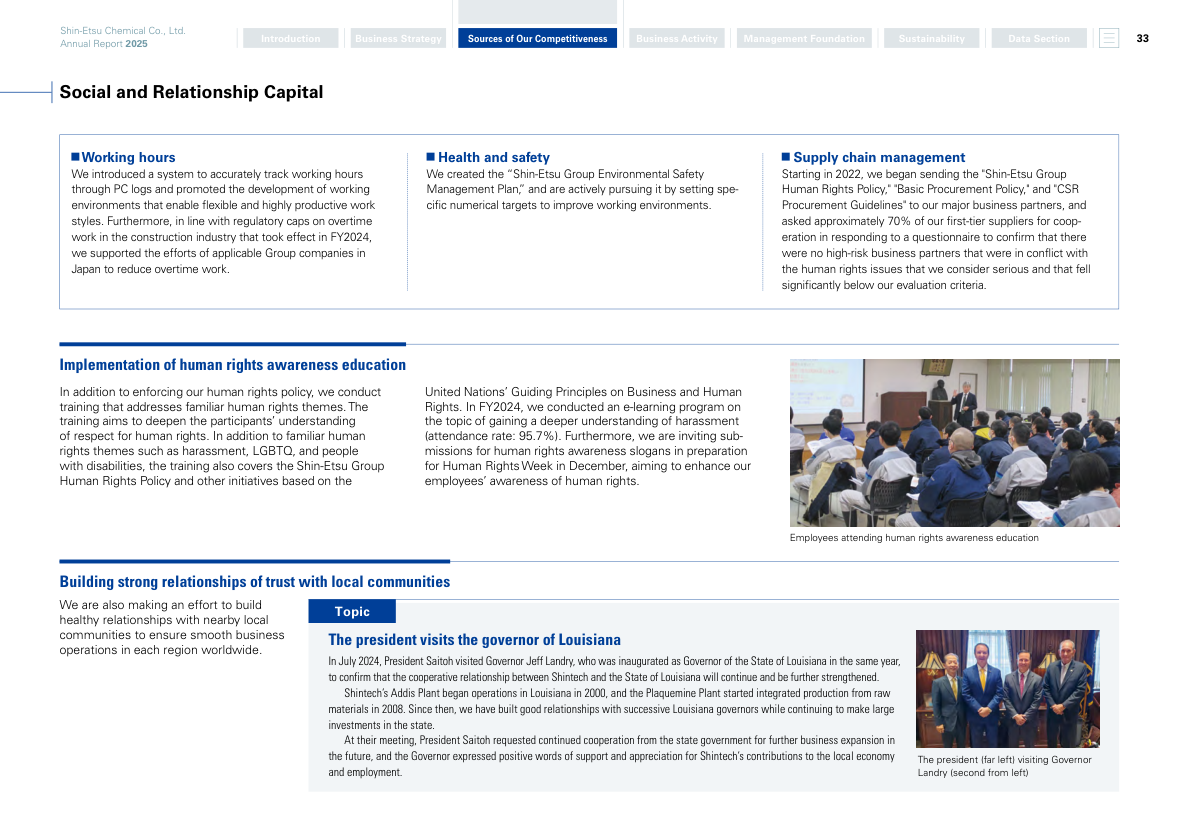 Shin-Etsu Chemical Co., Ltd.
Annual Report 2025
Introduction
Business Strategy
Sources of Our Competitiveness
Business Activity
Management Foundation
Sustainability
Data Section
33
Social and Relationship Capital
Working hours
We introduced a system to accurately track working hours
through PC logs and promoted the development of working
environments that enable flexible and highly productive work
styles. Furthermore, in line with regulatory caps on overtime
work in the construction industry that took effect in FY2024,
we supported the efforts of applicable Group companies in
Japan to reduce overtime work.
Health and safety
We created the “Shin-Etsu Group Environmental Safety
Management Plan,” and are actively pursuing it by setting spe-
cific numerical targets to improve working environments.
Supply chain management
Starting in 2022, we began sending the "Shin-Etsu Group
Human Rights Policy," "Basic Procurement Policy," and "CSR
Procurement Guidelines" to our major business partners, and
asked approximately 70% of our first-tier suppliers for coop-
eration in responding to a questionnaire to confirm that there
were no high-risk business partners that were in conflict with
the human rights issues that we consider serious and that fell
significantly below our evaluation criteria.
Implementation of human rights awareness education
In addition to enforcing our human rights policy, we conduct
training that addresses familiar human rights themes. The
training aims to deepen the participants’ understanding
of respect for human rights. In addition to familiar human
rights themes such as harassment, LGBTQ, and people
with disabilities, the training also covers the Shin-Etsu Group
Human Rights Policy and other initiatives based on the
United Nations’ Guiding Principles on Business and Human
Rights. In FY2024, we conducted an e-learning program on
the topic of gaining a deeper understanding of harassment
(attendance rate: 95.7%). Furthermore, we are inviting sub-
missions for human rights awareness slogans in preparation
for Human Rights Week in December, aiming to enhance our
employees’ awareness of human rights.
Employees attending human rights awareness education
Building strong relationships of trust with local communities
We are also making an effort to build
healthy relationships with nearby local
communities to ensure smooth business
operations in each region worldwide.
Topic
The president visits the governor of Louisiana
In July 2024, President Saitoh visited Governor Jeff Landry, who was inaugurated as Governor of the State of Louisiana in the same year,
to confirm that the cooperative relationship between Shintech and the State of Louisiana will continue and be further strengthened.
Shintech’s Addis Plant began operations in Louisiana in 2000, and the Plaquemine Plant started integrated production from raw
materials in 2008. Since then, we have built good relationships with successive Louisiana governors while continuing to make large
investments in the state.
At their meeting, President Saitoh requested continued cooperation from the state government for further business expansion in
the future, and the Governor expressed positive words of support and appreciation for Shintech’s contributions to the local economy
and employment.
The president (far left) visiting Governor
Landry (second from left)